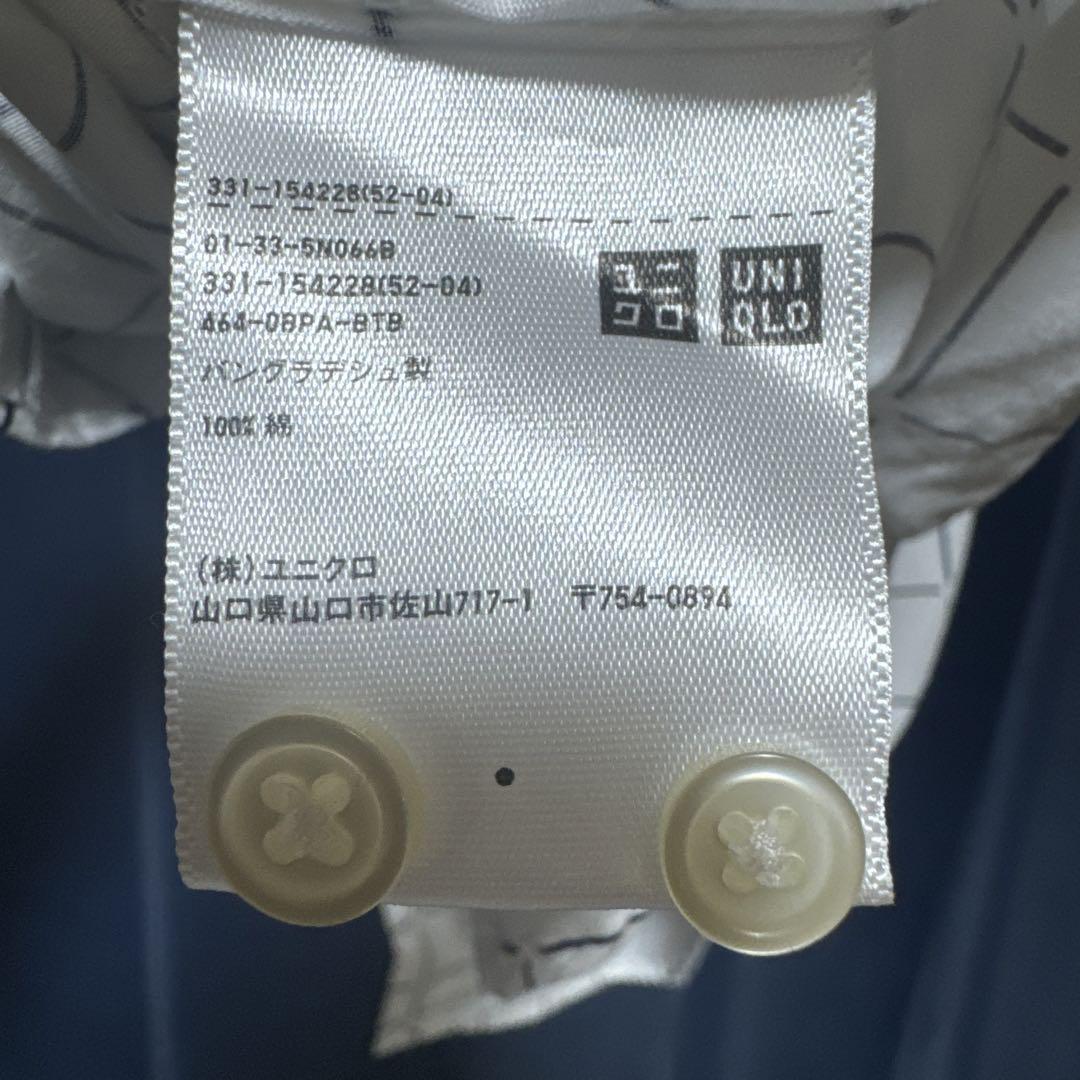 331-154228(52-04)
01-33-5N066B
331-154228(52-04)
464-0BPA-BTB
バングラデシュ製
100% 綿
ユニ
クロ
UNI
QLO
(株)ユニクロ
山口県山口市佐山717-1 〒754-0894